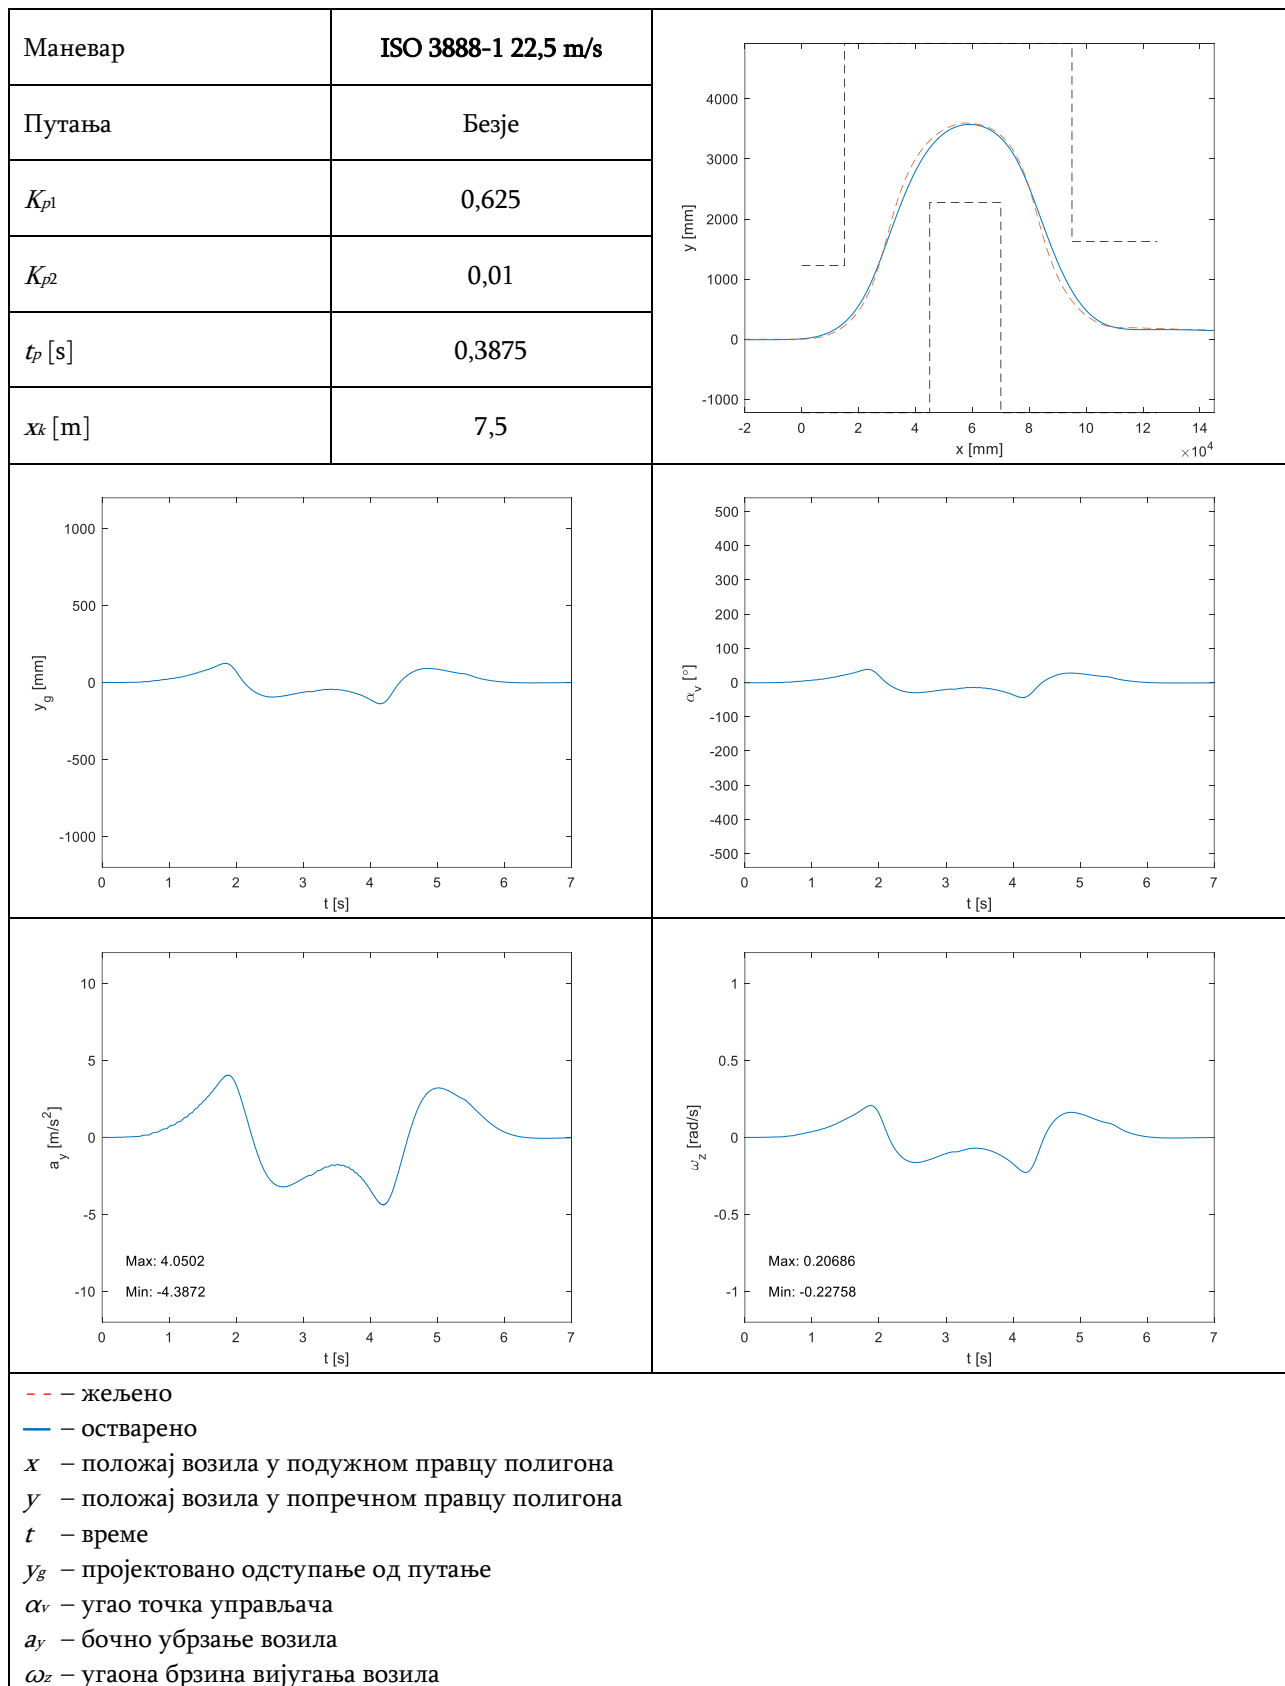 Маневар ISO 3888-1 22,5 m/s
Путања Безје
Kp1 0,625
Kp2 0,01
tp [s] 0,3875
xk [m] 7,5
4000
3000
2000
1000
0
-1000
y [mm]
-2 0 2 4 6 8 10 12 14
x [mm]
×10⁴
1000
500
0
-500
-1000
y_g [mm]
0 1 2 3 4 5 6 7
t [s]
500
400
300
200
100
0
-100
-200
-300
-400
-500
α_v [°]
0 1 2 3 4 5 6 7
t [s]
10
5
0
-5
-10
a_y [m/s²]
Max: 4.0502
Min: -4.3872
0 1 2 3 4 5 6 7
t [s]
1
0.5
0
-0.5
-1
ω_z [rad/s]
Max: 0.20686
Min: -0.22758
0 1 2 3 4 5 6 7
t [s]
– жељено
– остварено
x – положај возила у подужном правцу полигона
y – положај возила у попречном правцу полигона
t – време
yg – пројектовано одступање од путање
αv – угао точка управљача
ay – бочно убрзање возила
ωz – угаона брзина вијугања возила